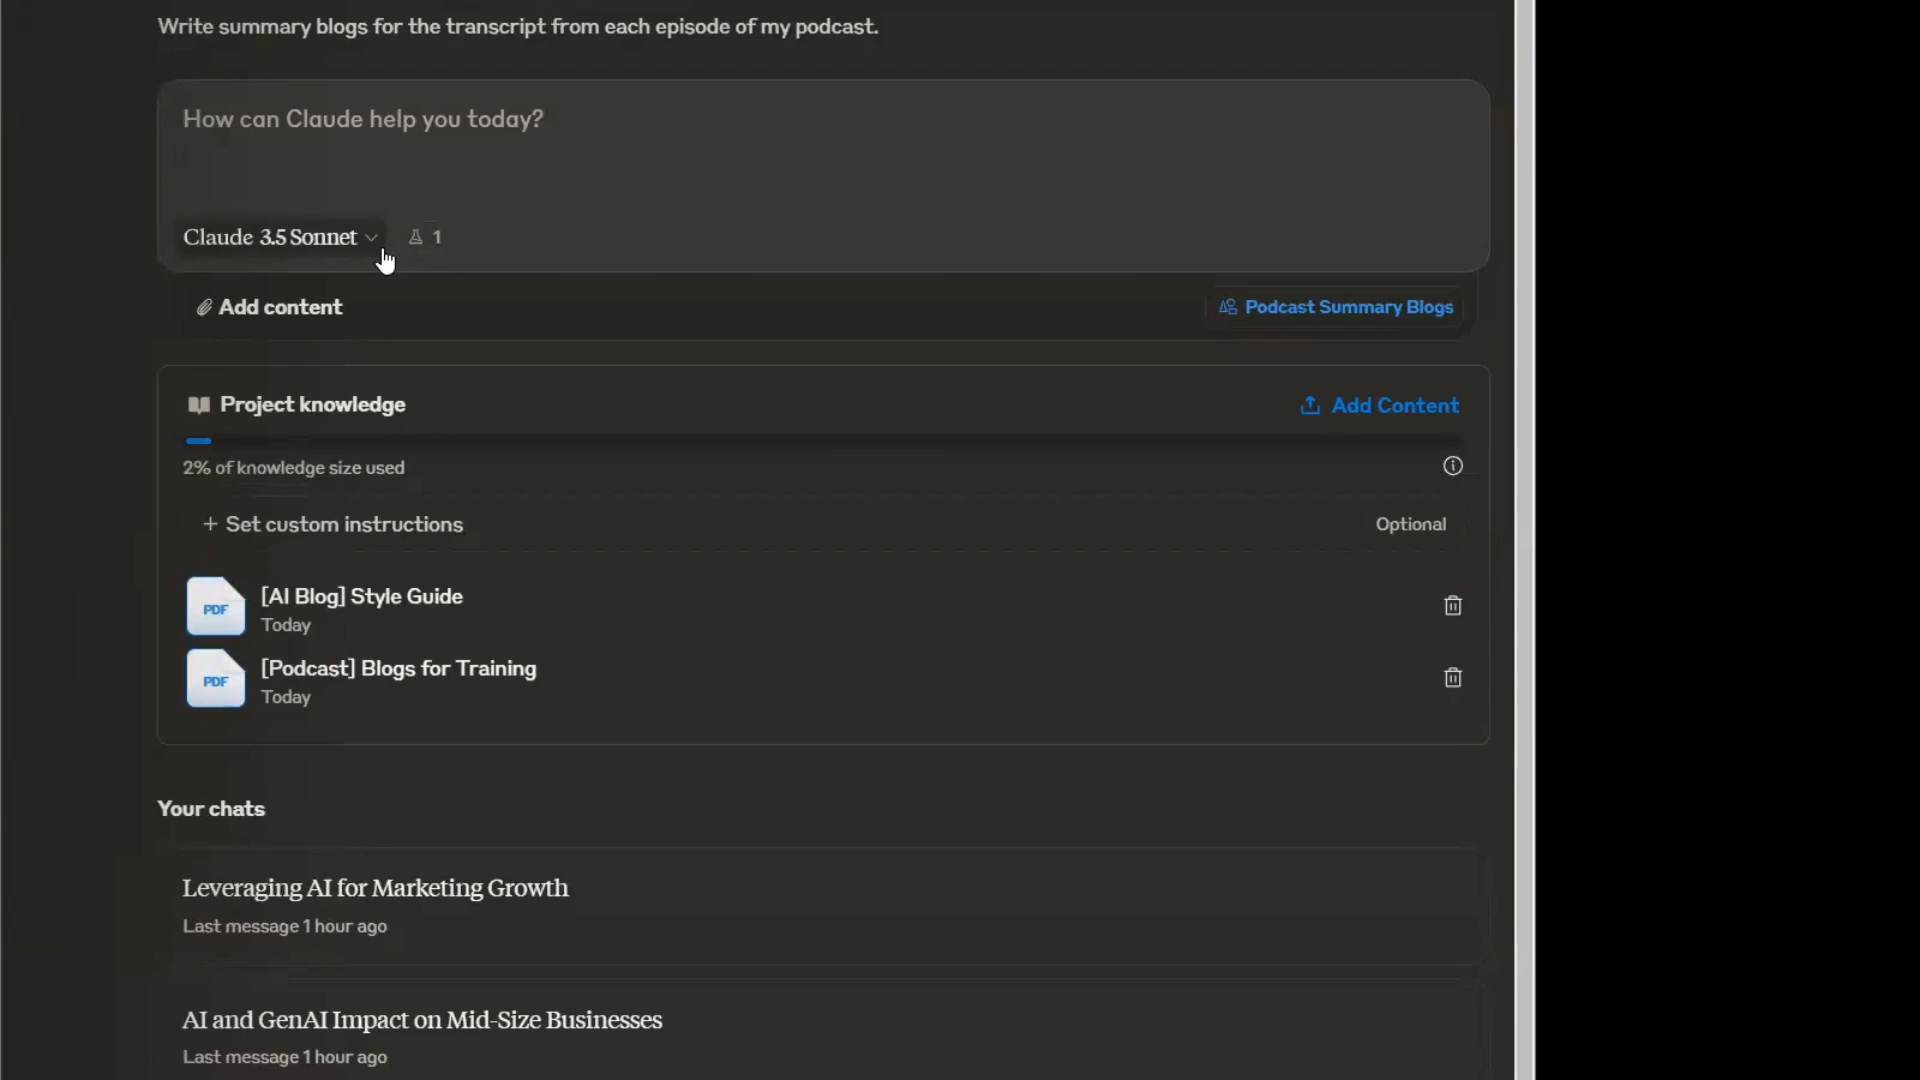 Write summary blogs for the transcript from each episode of my podcast.
How can Claude help you today?
Claude 3.5 Sonnet
1
Add content
Podcast Summary Blogs
Project knowledge
Add Content
2% of knowledge size used
+ Set custom instructions
Optional
PDF
[AI Blog] Style Guide
Today
PDF
[Podcast] Blogs for Training
Today
Your chats
Leveraging AI for Marketing Growth
Last message 1 hour ago
AI and GenAI Impact on Mid-Size Businesses
Last message 1 hour ago